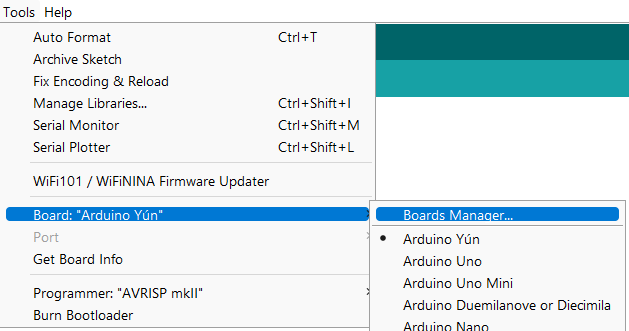 Tools Help
Auto Format Ctrl+T
Archive Sketch
Fix Encoding & Reload
Manage Libraries... Ctrl+Shift+I
Serial Monitor Ctrl+Shift+M
Serial Plotter Ctrl+Shift+L
WiFi101 / WiFiNINA Firmware Updater
Board: "Arduino Yún"
Port
Get Board Info
Programmer: "AVRISP mkII"
Burn Bootloader
Boards Manager...
Arduino Yún
Arduino Uno
Arduino Uno Mini
Arduino Duemilanove or Diecimila
Arduino Nano